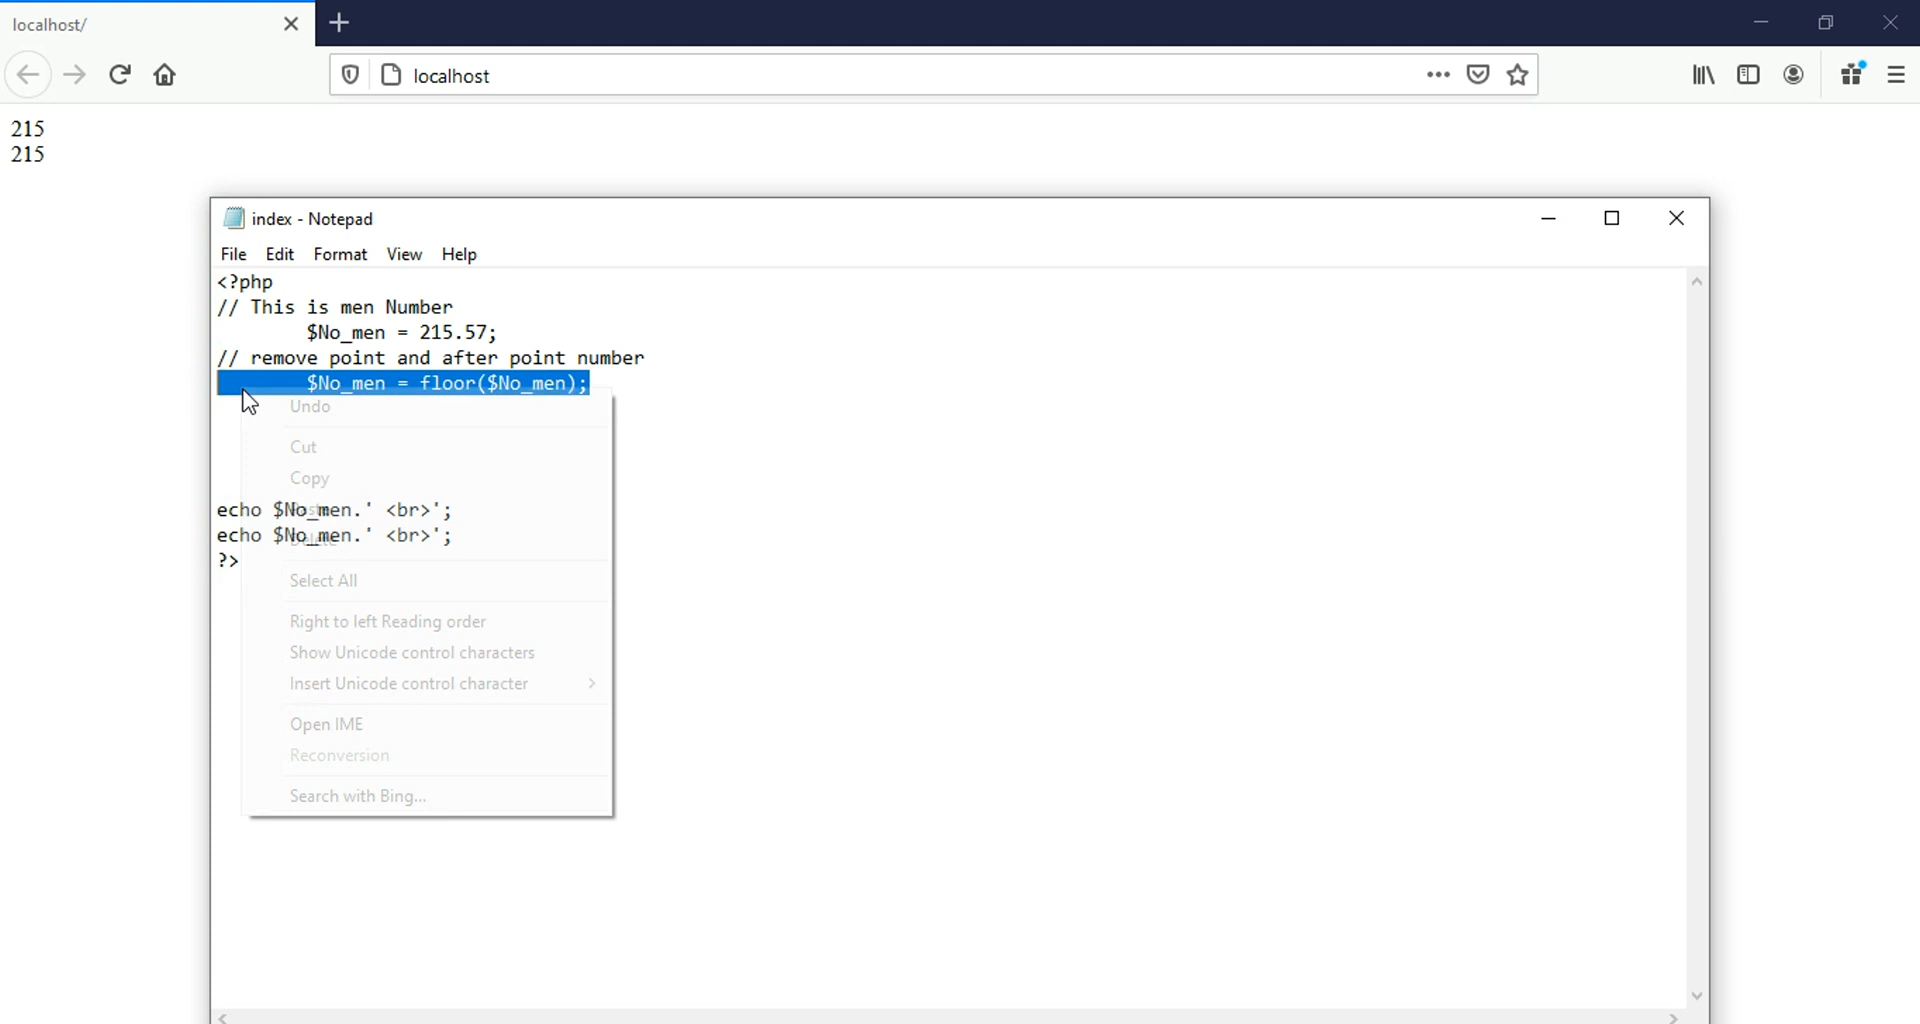 localhost/
localhost
215
215
index - Notepad
File Edit Format View Help
<?php
// This is men Number
$No_men = 215.57;
// remove point and after point number
$No_men = floor($No_men);
Undo
Cut
Copy
echo $No_men.' <br>';
echo $No_men.' <br>';
?>
Select All
Right to left Reading order
Show Unicode control characters
Insert Unicode control character
Open IME
Reconversion
Search with Bing...